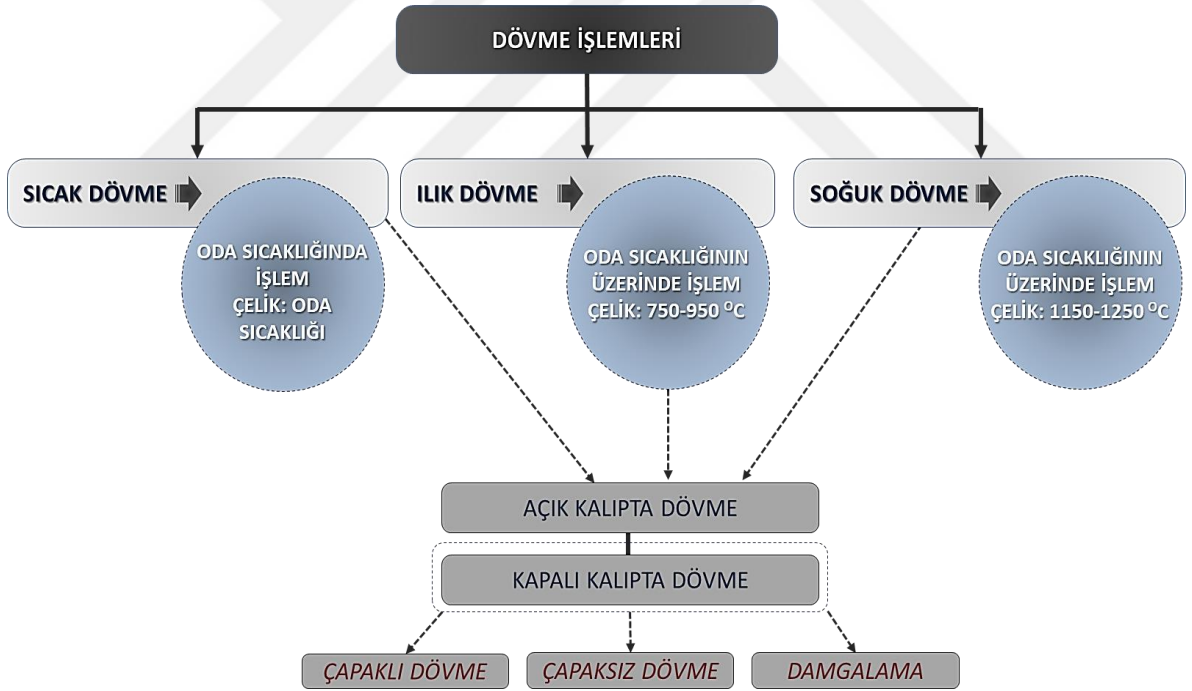 DÖVME İŞLEMLERİ
SICAK DÖVME
ODA SICAKLIĞINDA
İŞLEM
ÇELİK: ODA
SICAKLIĞI
ILIK DÖVME
ODA SICAKLIĞININ
ÜZERİNDE İŞLEM
ÇELİK: 750-950 ᴼC
SOĞUK DÖVME
ODA SICAKLIĞININ
ÜZERİNDE İŞLEM
ÇELİK: 1150-1250 ᴼC
AÇIK KALIPTA DÖVME
KAPALI KALIPTA DÖVME
ÇAPAKLI DÖVME
ÇAPAKSIZ DÖVME
DAMGALAMA